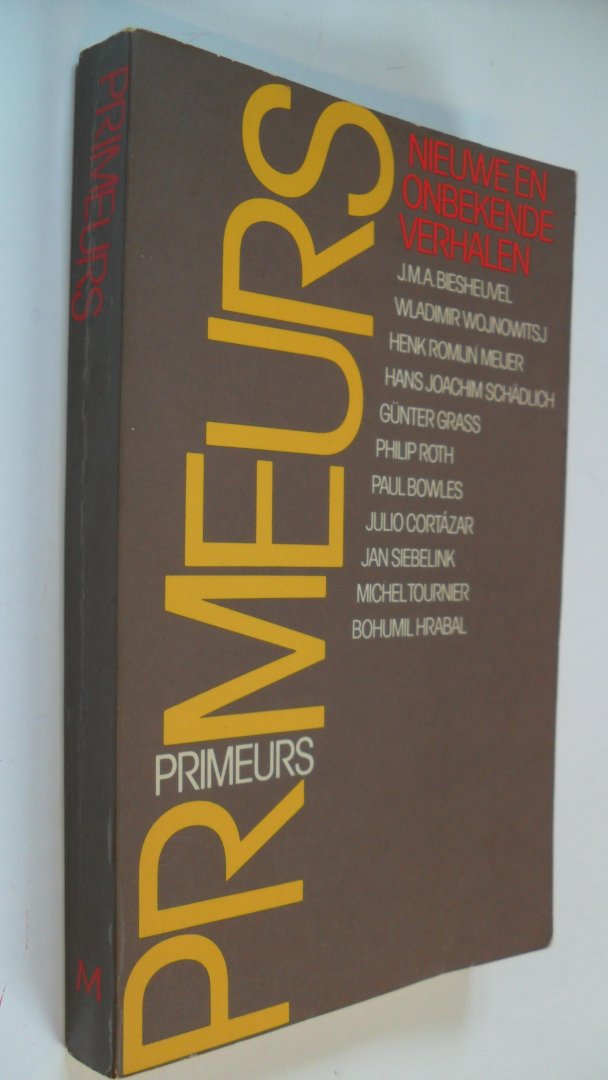 PRIMEURS
M
PRIMEURS
PRIMEURS
NIEUWE EN
ONBEKENDE
VERHALEN
J.M.A. BIESHEUVEL
WLADIMIR WOJNOWITSJ
HENK ROMIJN MEIJER
HANS JOACHIM SCHÄDLICH
GÜNTER GRASS
PHILIP ROTH
PAUL BOWLES
JULIO CORTÁZAR
JAN SIEBELINK
MICHEL TOURNIER
BOHUMIL HRABAL